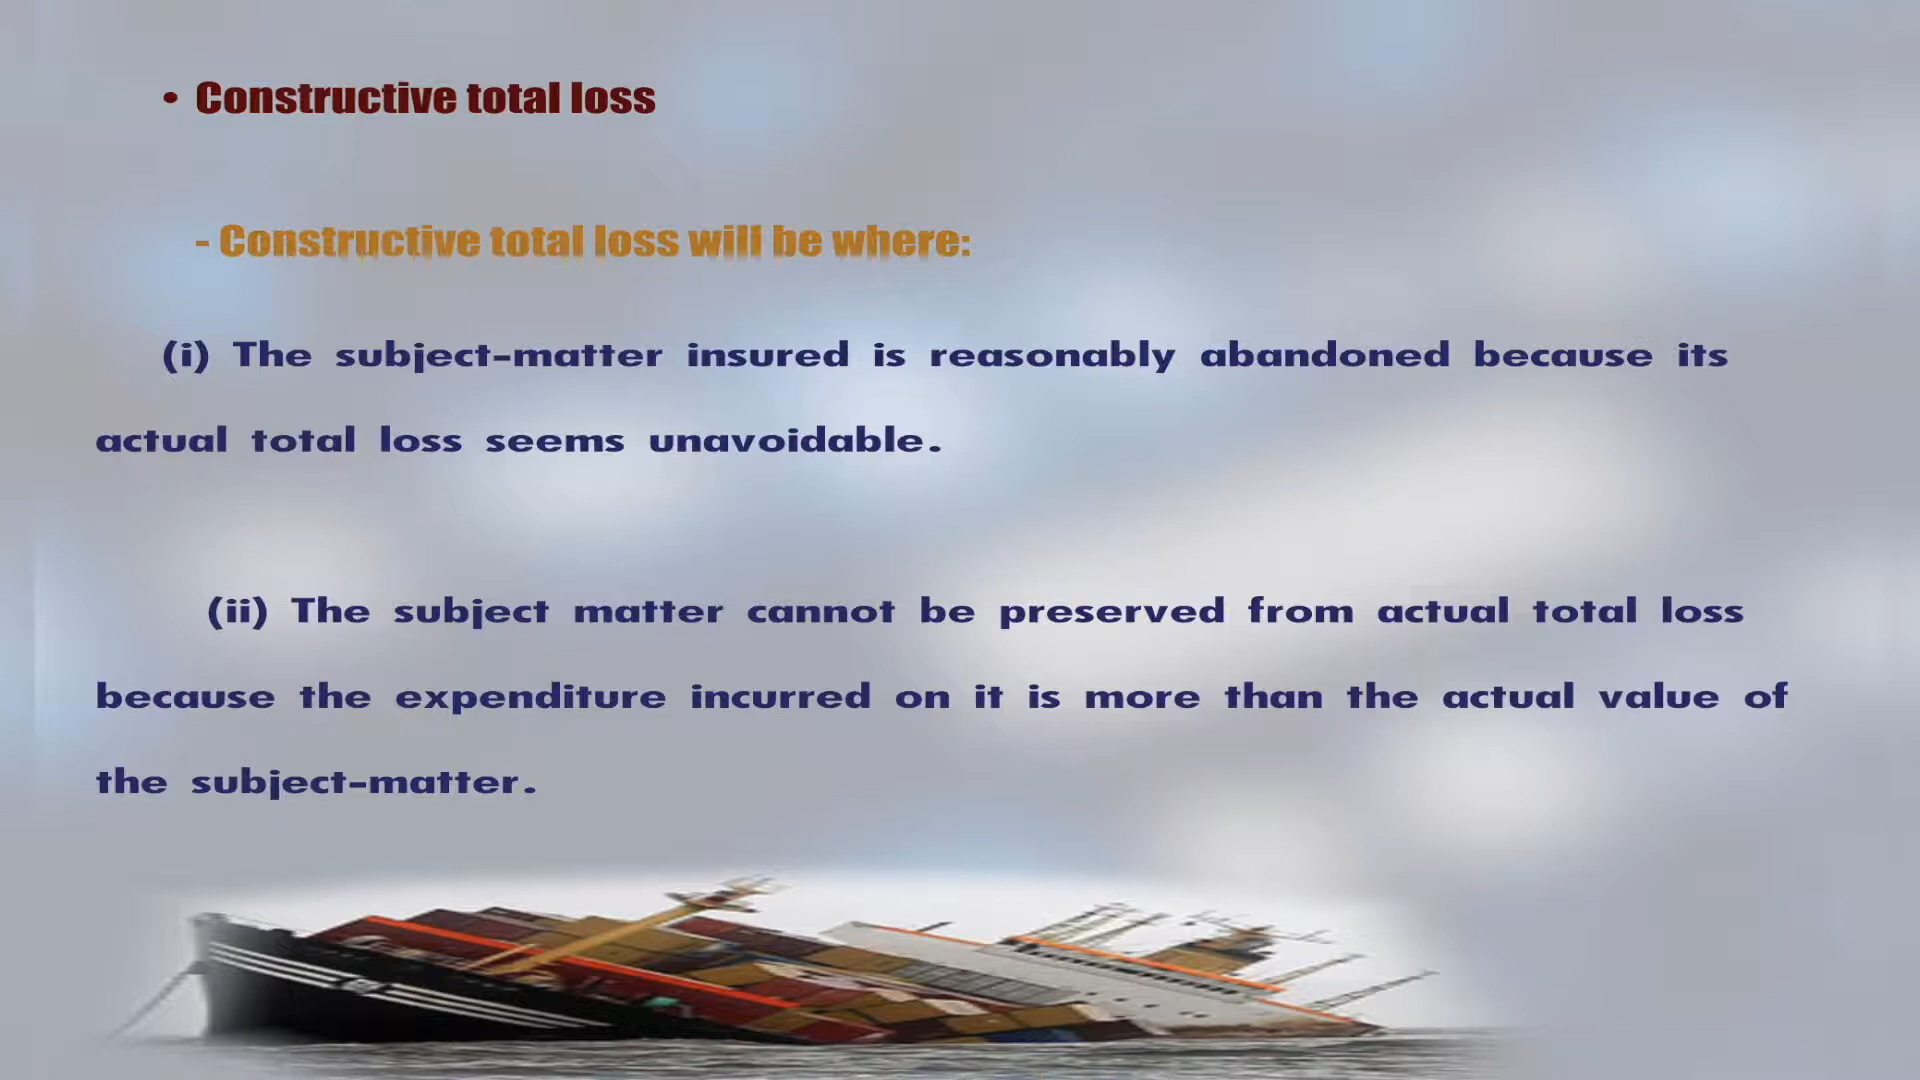 • Constructive total loss
- Constructive total loss will be where:
(i) The subject-matter insured is reasonably abandoned because its
actual total loss seems unavoidable.
(ii) The subject matter cannot be preserved from actual total loss
because the expenditure incurred on it is more than the actual value of
the subject-matter.